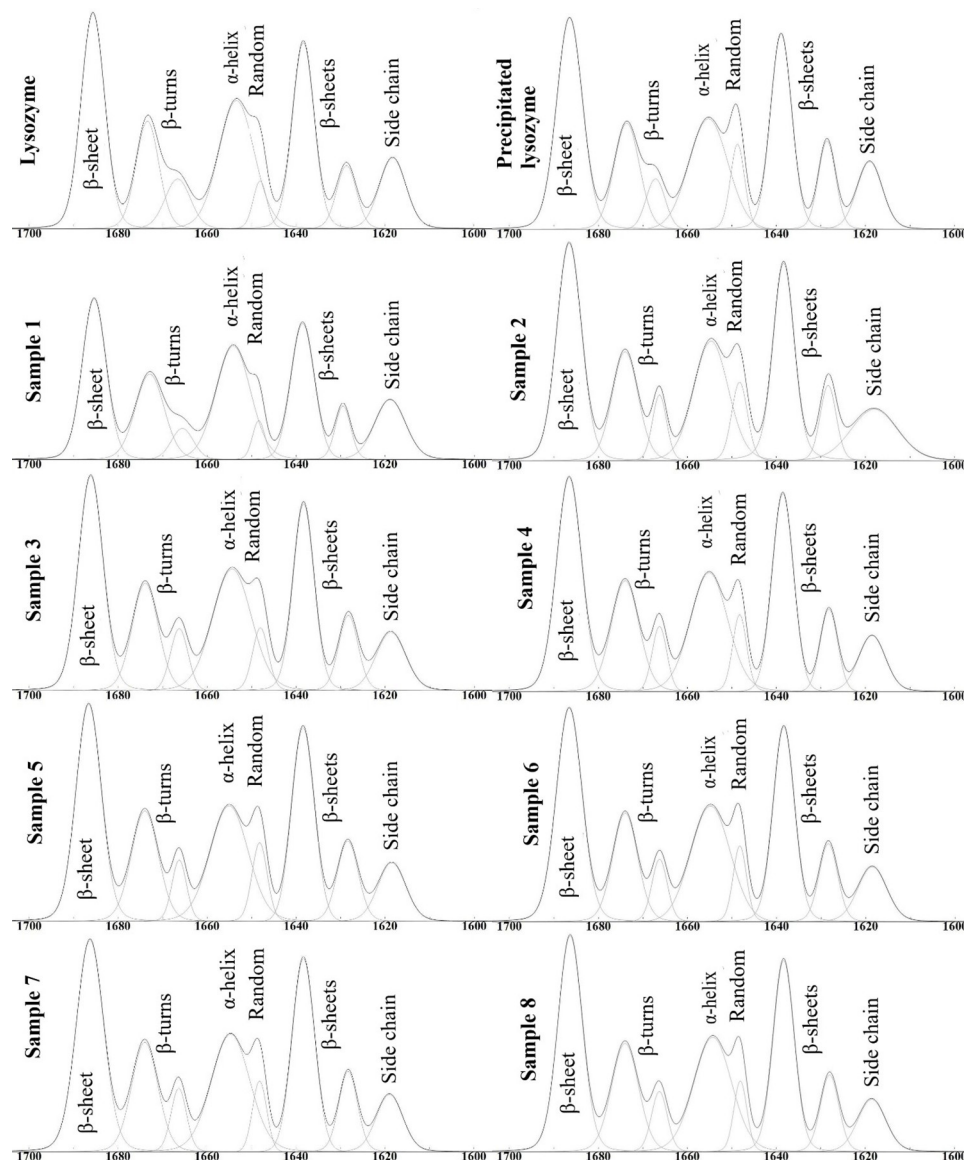 Lysozyme
β-sheet
β-turns
α-helix
Random
β-sheets
Side chain
1700 1680 1660 1640 1620 1600
Precipitated
lysozyme
β-sheet
β-turns
α-helix
Random
β-sheets
Side chain
1700 1680 1660 1640 1620 1600
Sample 1
β-sheet
β-turns
α-helix
Random
β-sheets
Side chain
1700 1680 1660 1640 1620 1600
Sample 2
β-sheet
β-turns
α-helix
Random
β-sheets
Side chain
1700 1680 1660 1640 1620 1600
Sample 3
β-sheet
β-turns
α-helix
Random
β-sheets
Side chain
1700 1680 1660 1640 1620 1600
Sample 4
β-sheet
β-turns
α-helix
Random
β-sheets
Side chain
1700 1680 1660 1640 1620 1600
Sample 5
β-sheet
β-turns
α-helix
Random
β-sheets
Side chain
1700 1680 1660 1640 1620 1600
Sample 6
β-sheet
β-turns
α-helix
Random
β-sheets
Side chain
1700 1680 1660 1640 1620 1600
Sample 7
β-sheet
β-turns
α-helix
Random
β-sheets
Side chain
1700 1680 1660 1640 1620 1600
Sample 8
β-sheet
β-turns
α-helix
Random
β-sheets
Side chain
1700 1680 1660 1640 1620 1600